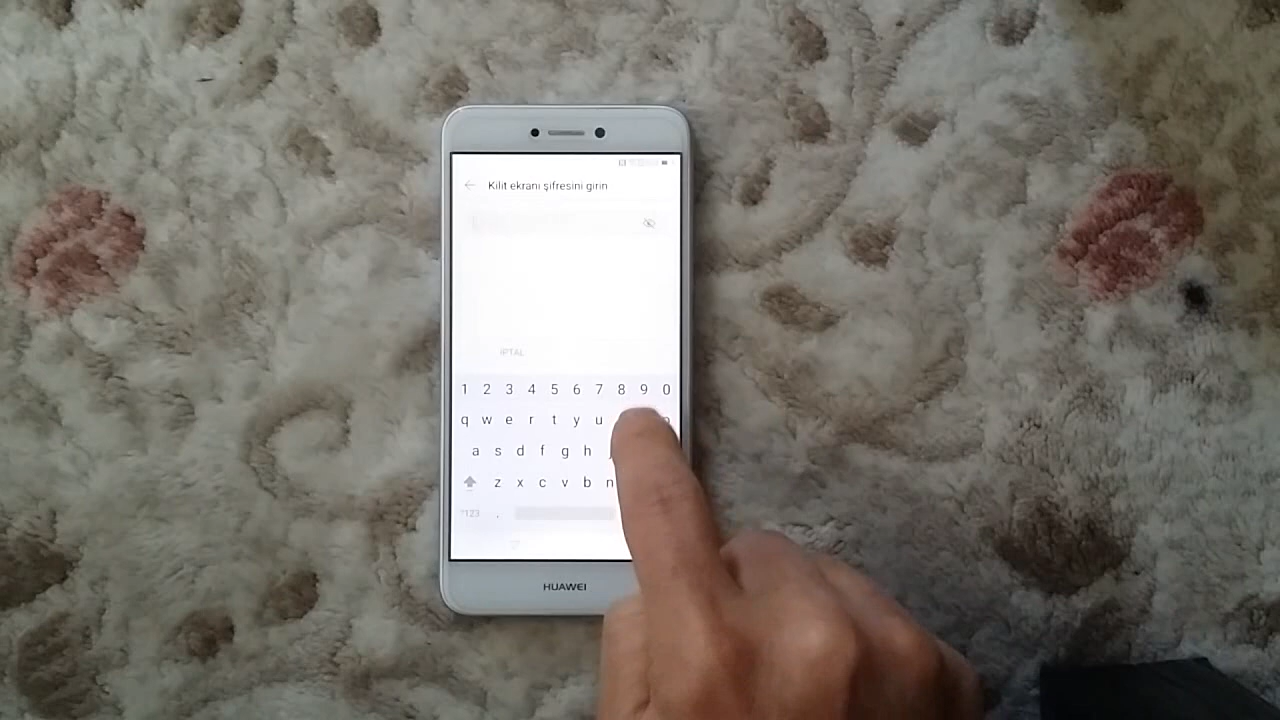 Kilit ekranı şifresini girin
İPTAL
1 2 3 4 5 6 7 8 9 0
q w e r t y u
a s d f g h
z x c v b n
?123 .
HUAWEI